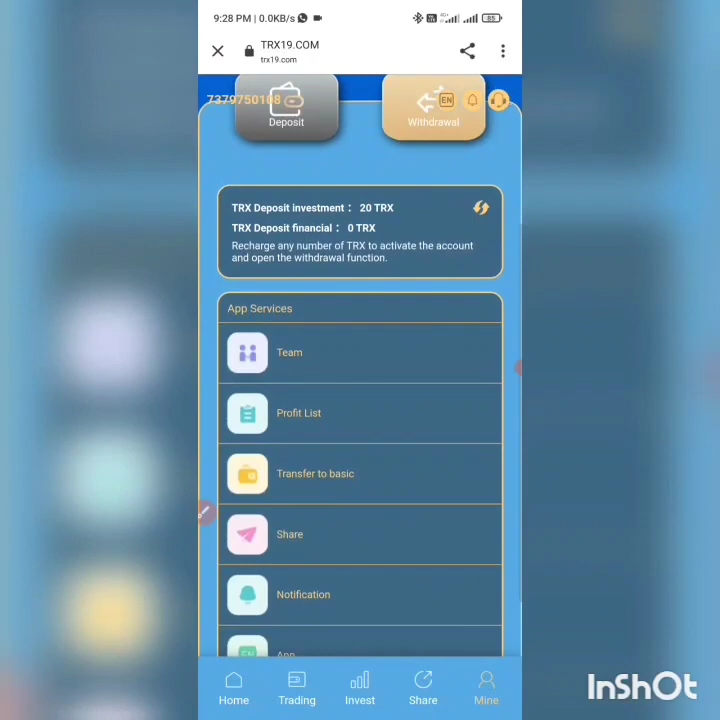 9:28 PM | 0.0KB/s
85
TRX19.COM
trx19.com
7379750108
EN
Deposit
Withdrawal
TRX Deposit investment： 20 TRX
TRX Deposit financial： 0 TRX
Recharge any number of TRX to activate the account
and open the withdrawal function.
App Services
Team
Profit List
Transfer to basic
Share
Notification
EN
App
Home
Trading
Invest
Share
Mine
InShOt